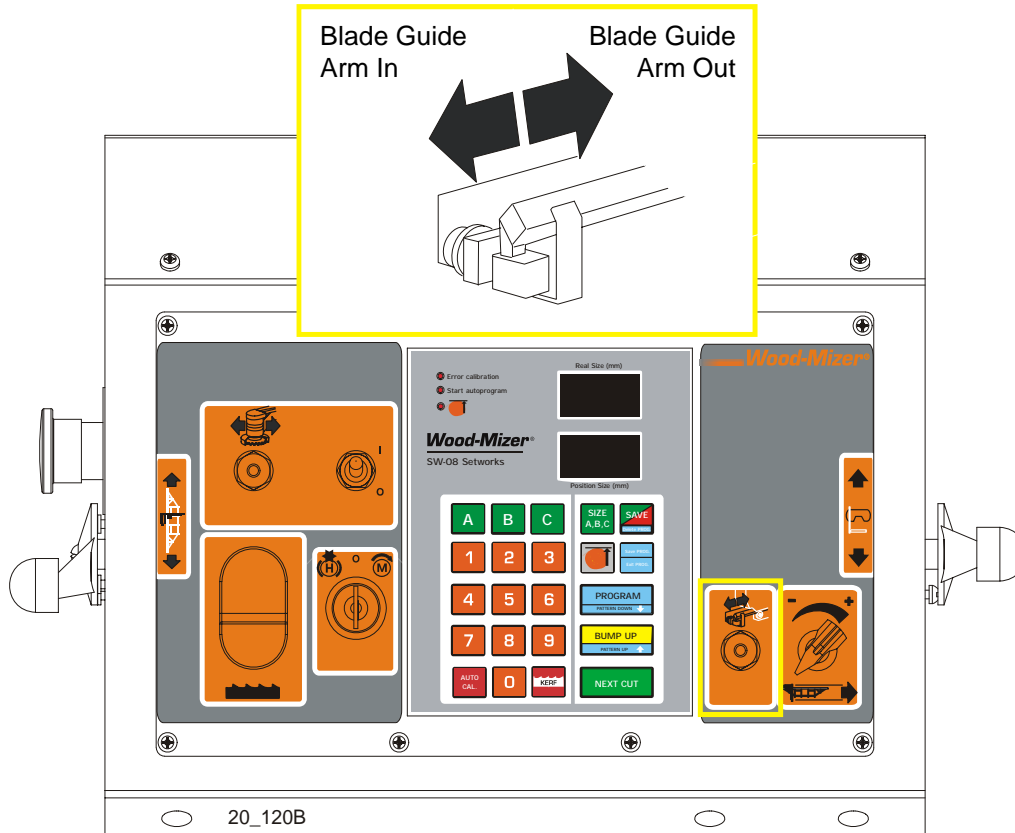 Blade Guide
Arm In
Blade Guide
Arm Out
Wood-Mizer®
Error calibration
Start autoprogram
Real Size (mm)
Wood-Mizer®
SW-08 Setworks
Position Size (mm)
I
O
H
O
M
A
B
C
SIZE
A,B,C
SAVE
1
2
3
4
5
6
PROGRAM
PATTERN DOWN
7
8
9
BUMP UP
PATTERN UP
AUTO
CAL.
0
KERF
NEXT CUT
-
+
20_120B